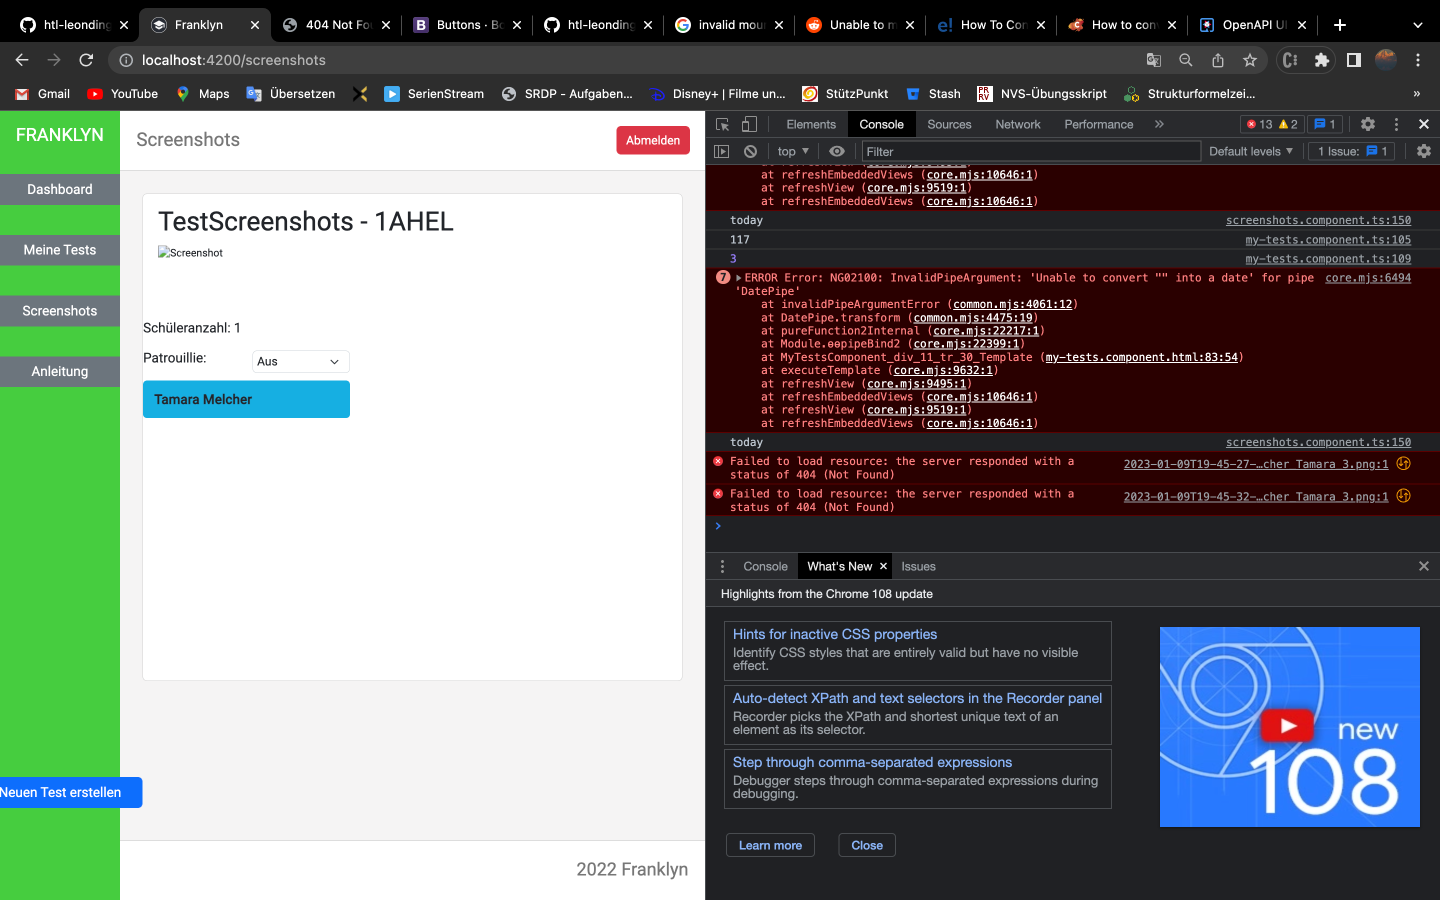 htl-leonding
Franklyn
404 Not Fou
Buttons · Bo
htl-leonding
invalid mou
Unable to m
How To Con
How to con
OpenAPI UI
localhost:4200/screenshots
Gmail
YouTube
Maps
Übersetzen
SerienStream
SRDP - Aufgaben...
Disney+ | Filme un...
StützPunkt
Stash
NVS-Übungsskript
Strukturformelzei...
»
FRANKLYN
Dashboard
Meine Tests
Screenshots
Anleitung
Neuen Test erstellen
Screenshots
Abmelden
TestScreenshots - 1AHEL
Screenshot
Schüleranzahl: 1
Patrouillie:
Aus
Tamara Melcher
2022 Franklyn
Elements
Console
Sources
Network
Performance
»
13
2
1
top
Filter
Default levels
1 Issue:
1
at refreshEmbeddedViews (core.mjs:10646:1)
at refreshView (core.mjs:9519:1)
at refreshEmbeddedViews (core.mjs:10646:1)
today screenshots.component.ts:150
117 my-tests.component.ts:105
3 my-tests.component.ts:109
7 ERROR Error: NG02100: InvalidPipeArgument: 'Unable to convert "" into a date' for pipe core.mjs:6494
'DatePipe'
at invalidPipeArgumentError (common.mjs:4061:12)
at DatePipe.transform (common.mjs:4475:19)
at pureFunction2Internal (core.mjs:22217:1)
at Module.ɵɵpipeBind2 (core.mjs:22399:1)
at MyTestsComponent_div_11_tr_30_Template (my-tests.component.html:83:54)
at executeTemplate (core.mjs:9632:1)
at refreshView (core.mjs:9495:1)
at refreshEmbeddedViews (core.mjs:10646:1)
at refreshView (core.mjs:9519:1)
at refreshEmbeddedViews (core.mjs:10646:1)
today screenshots.component.ts:150
Failed to load resource: the server responded with a 2023-01-09T19-45-27-…cher Tamara 3.png:1
status of 404 (Not Found)
Failed to load resource: the server responded with a 2023-01-09T19-45-32-…cher Tamara 3.png:1
status of 404 (Not Found)
Console
What's New
Issues
Highlights from the Chrome 108 update
Hints for inactive CSS properties
Identify CSS styles that are entirely valid but have no visible
effect.
Auto-detect XPath and text selectors in the Recorder panel
Recorder picks the XPath and shortest unique text of an
element as its selector.
Step through comma-separated expressions
Debugger steps through comma-separated expressions during
debugging.
new
108
Learn more
Close